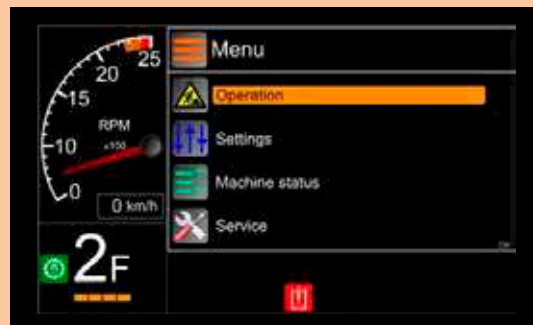 Menu
25
20
15
10
0
RPM
x100
0 km/h
Operation
Settings
Machine status
Service
2F